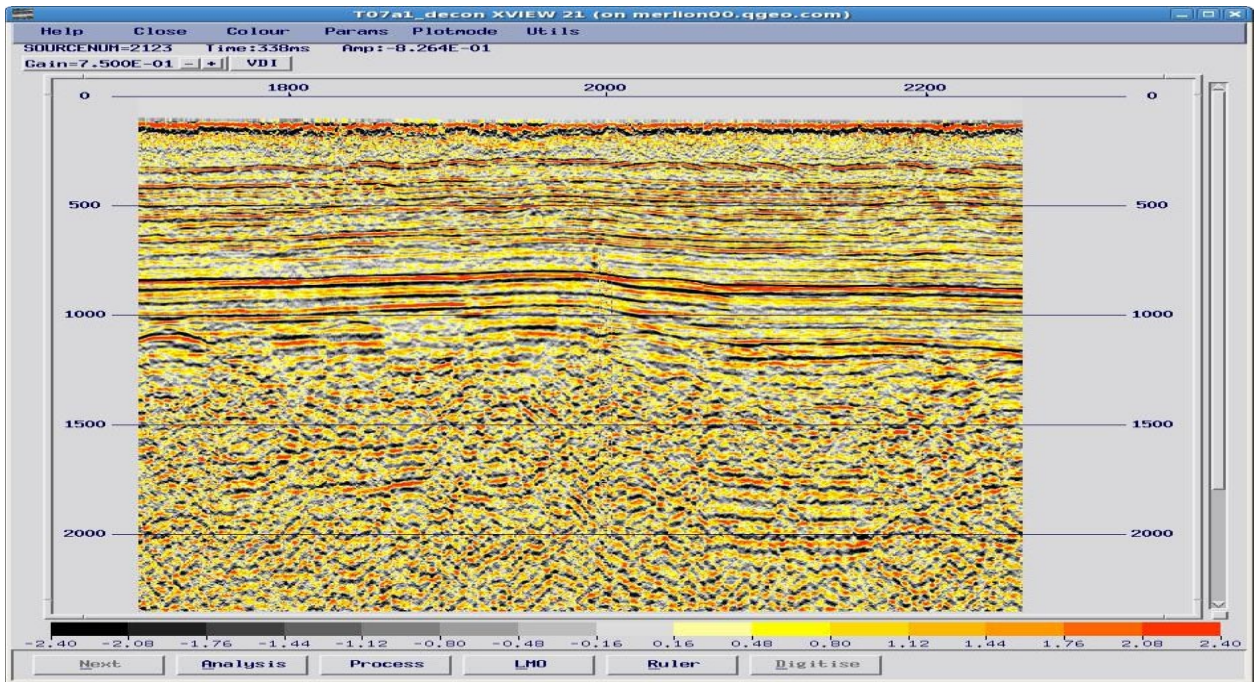 T07a1_decon XVIEW 21 (on merlion00.qgeo.com)
Help Close Colour Params Plotmode Utils
SOURCENUM=2123 Time:338ms Amp:-8.264E-01
Gain=7.500E-01 - + VDI
1800 2000 2200
0 0
500 500
1000 1000
1500 1500
2000 2000
-2.40 -2.08 -1.76 -1.44 -1.12 -0.80 -0.48 -0.16 0.16 0.48 0.80 1.12 1.44 1.76 2.08 2.40
Next Analysis Process LMO Ruler Digitise